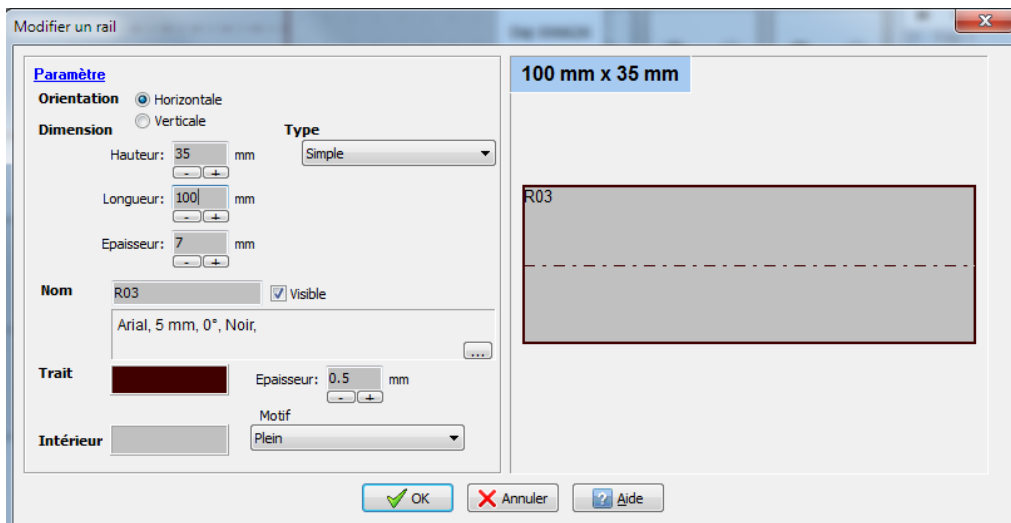 Modifier un rail
Paramètre
Orientation Horizontale
Verticale
Dimension
Type
Hauteur: 35 mm
Simple
- +
Longueur: 100 mm
- +
Epaisseur: 7 mm
- +
Nom R03 Visible
Arial, 5 mm, 0°, Noir,
...
Trait Epaisseur: 0.5 mm
- +
Motif
Intérieur Plein
100 mm x 35 mm
R03
OK Annuler Aide